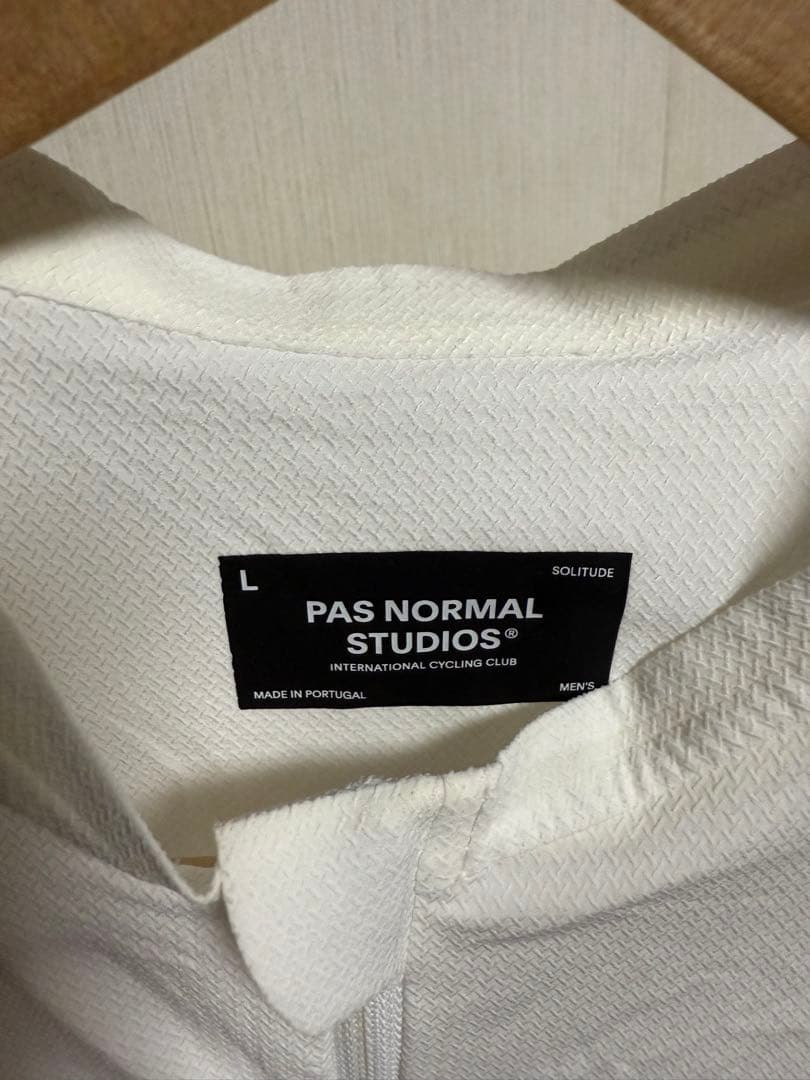 L
SOLITUDE
PAS NORMAL
STUDIOS®
INTERNATIONAL CYCLING CLUB
MADE IN PORTUGAL
MEN'S